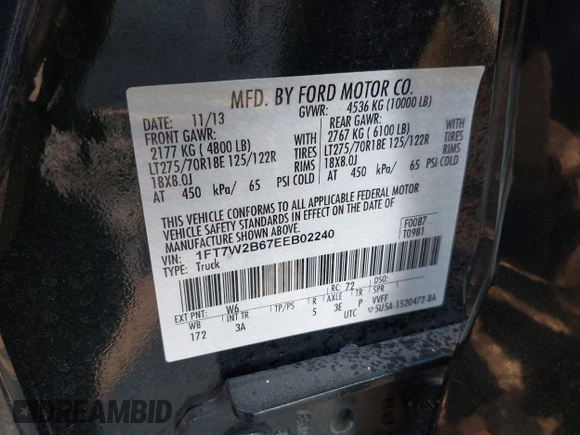 MFD. BY FORD MOTOR CO.
DATE: 11/13 GVWR: 4536 KG (10000 LB)
FRONT GAWR: REAR GAWR:
2177 KG ( 4800 LB) WITH 2767 KG ( 6100 LB) WITH
LT275/70R18E 125/122R TIRES LT275/70R18E 125/122R TIRES
18X8.0J RIMS 18X8.0J RIMS
AT 450 kPa/ 65 PSI COLD AT 450 kPa/ 65 PSI COLD
THIS VEHICLE CONFORMS TO ALL APPLICABLE FEDERAL MOTOR
VEHICLE SAFETY STANDARDS IN EFFECT ON THE DATE OF
MANUFACTURE SHOWN ABOVE.
VIN: 1FT7W2B67EEB02240 F0087
TYPE: Truck T09B1
EXT PNT: W6 RC: 72 DSO:
WB INT TR TP/PS R AXLE TR SPR
172 3A 5 3E P VVFF
UTC 5U5A-1520472-BA
DREAMBID